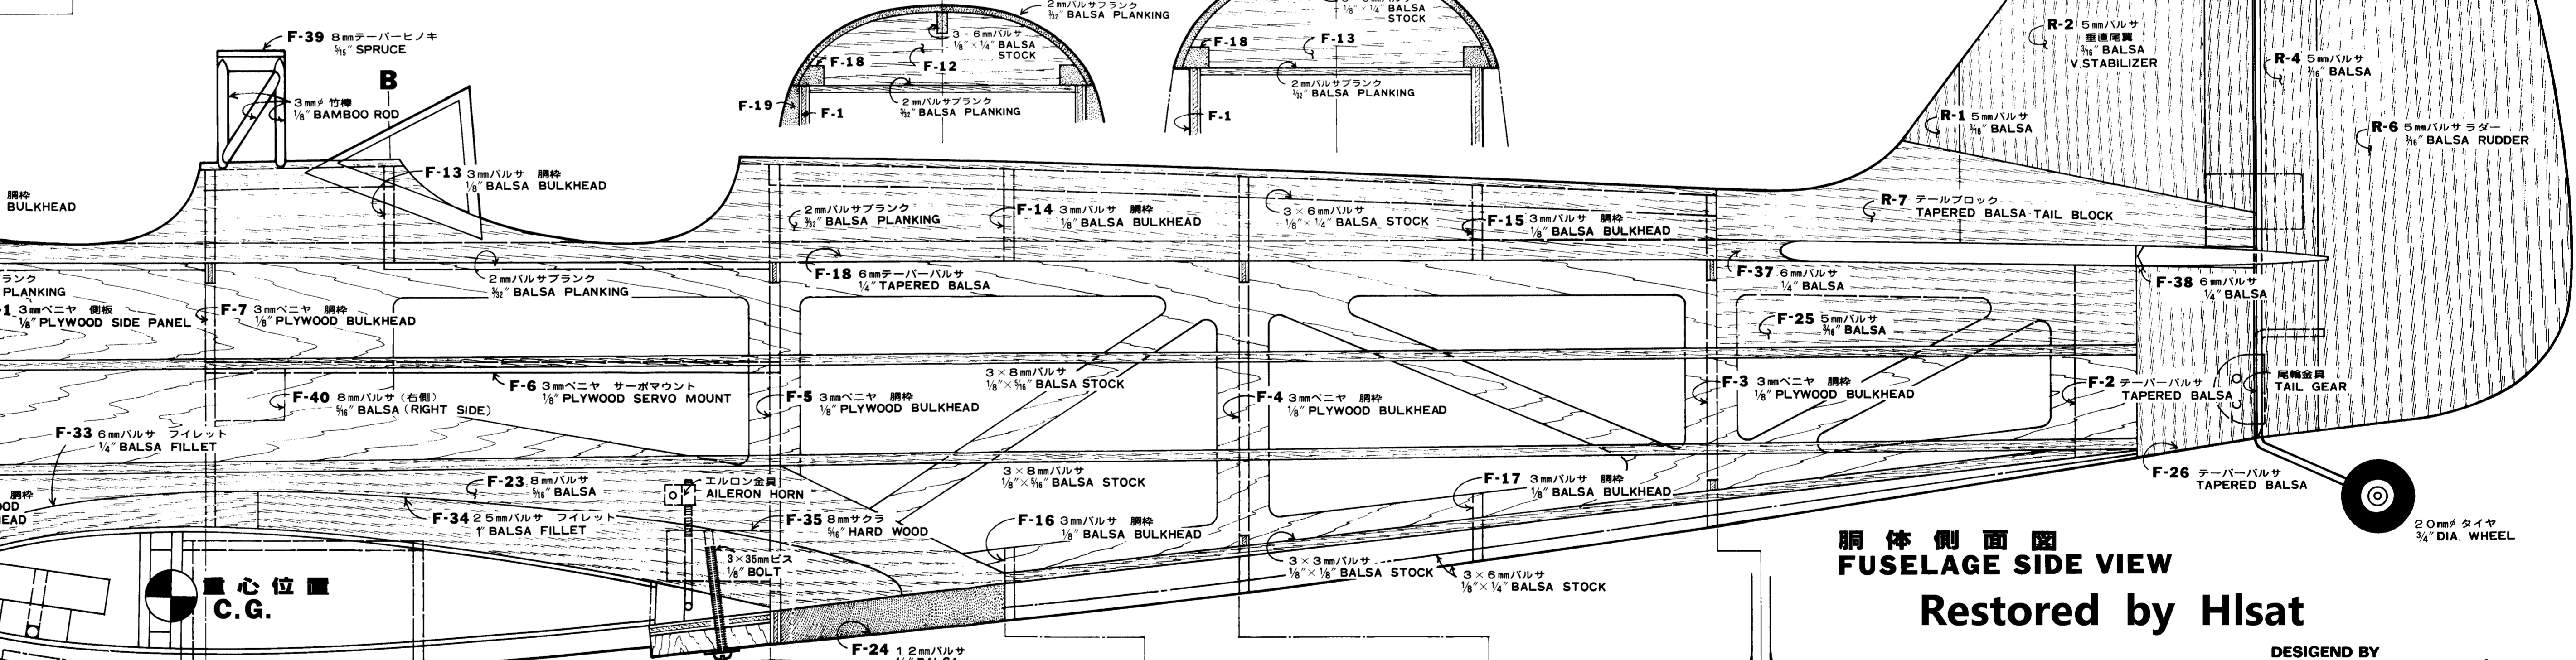 F-39 8mmテーパーヒノキ
5/16" SPRUCE
B
3mmφ 竹棒
1/8" BAMBOO ROD
2mmバルサプランク
3/32" BALSA PLANKING
3×6mmバルサ
1/8"×1/4" BALSA
STOCK
F-18
F-12
F-19
F-1
2mmバルサプランク
3/32" BALSA PLANKING
1/8"×1/4" BALSA
STOCK
F-18
F-13
2mmバルサプランク
3/32" BALSA PLANKING
F-1
R-2 5mmバルサ
垂直尾翼
3/16" BALSA
V.STABILIZER
R-4 5mmバルサ
3/16" BALSA
R-1 5mmバルサ
3/16" BALSA
R-6 5mmバルサ ラダー
3/16" BALSA RUDDER
胴枠
BULKHEAD
F-13 3mmバルサ 胴枠
1/8" BALSA BULKHEAD
2mmバルサプランク
3/32" BALSA PLANKING
F-14 3mmバルサ 胴枠
1/8" BALSA BULKHEAD
3×6mmバルサ
1/8"×1/4" BALSA STOCK
F-15 3mmバルサ 胴枠
1/8" BALSA BULKHEAD
R-7 テールブロック
TAPERED BALSA TAIL BLOCK
ランク
PLANKING
2mmバルサプランク
3/32" BALSA PLANKING
F-18 6mmテーパーバルサ
1/4" TAPERED BALSA
F-37 6mmバルサ
1/4" BALSA
F-38 6mmバルサ
1/4" BALSA
-1 3mmベニヤ 側板
1/8" PLYWOOD SIDE PANEL
F-7 3mmベニヤ 胴枠
1/8" PLYWOOD BULKHEAD
F-25 5mmバルサ
3/16" BALSA
F-6 3mmベニヤ サーボマウント
1/8" PLYWOOD SERVO MOUNT
3×8mmバルサ
1/8"×5/16" BALSA STOCK
F-40 8mmバルサ (右側)
5/16" BALSA (RIGHT SIDE)
F-5 3mmベニヤ 胴枠
1/8" PLYWOOD BULKHEAD
F-4 3mmベニヤ 胴枠
1/8" PLYWOOD BULKHEAD
F-3 3mmベニヤ 胴枠
1/8" PLYWOOD BULKHEAD
F-2 テーパーバルサ
TAPERED BALSA
尾輪金具
TAIL GEAR
F-33 6mmバルサ フィレット
1/4" BALSA FILLET
F-23 8mmバルサ
5/16" BALSA
エルロン金具
AILERON HORN
3×8mmバルサ
1/8"×5/16" BALSA STOCK
F-17 3mmバルサ 胴枠
1/8" BALSA BULKHEAD
F-26 テーパーバルサ
TAPERED BALSA
胴枠
OOD
HEAD
F-34 25mmバルサ フィレット
1" BALSA FILLET
F-35 8mmサクラ
5/16" HARD WOOD
F-16 3mmバルサ 胴枠
1/8" BALSA BULKHEAD
20mmφ タイヤ
3/4" DIA. WHEEL
3×35mmビス
1/8" BOLT
3×3mmバルサ
1/8"×1/8" BALSA STOCK
3×6mmバルサ
1/8"×1/4" BALSA STOCK
重心位置
C.G.
胴体側面図
FUSELAGE SIDE VIEW
Restored by Hlsat
F-24 12mmバルサ
DESIGEND BY